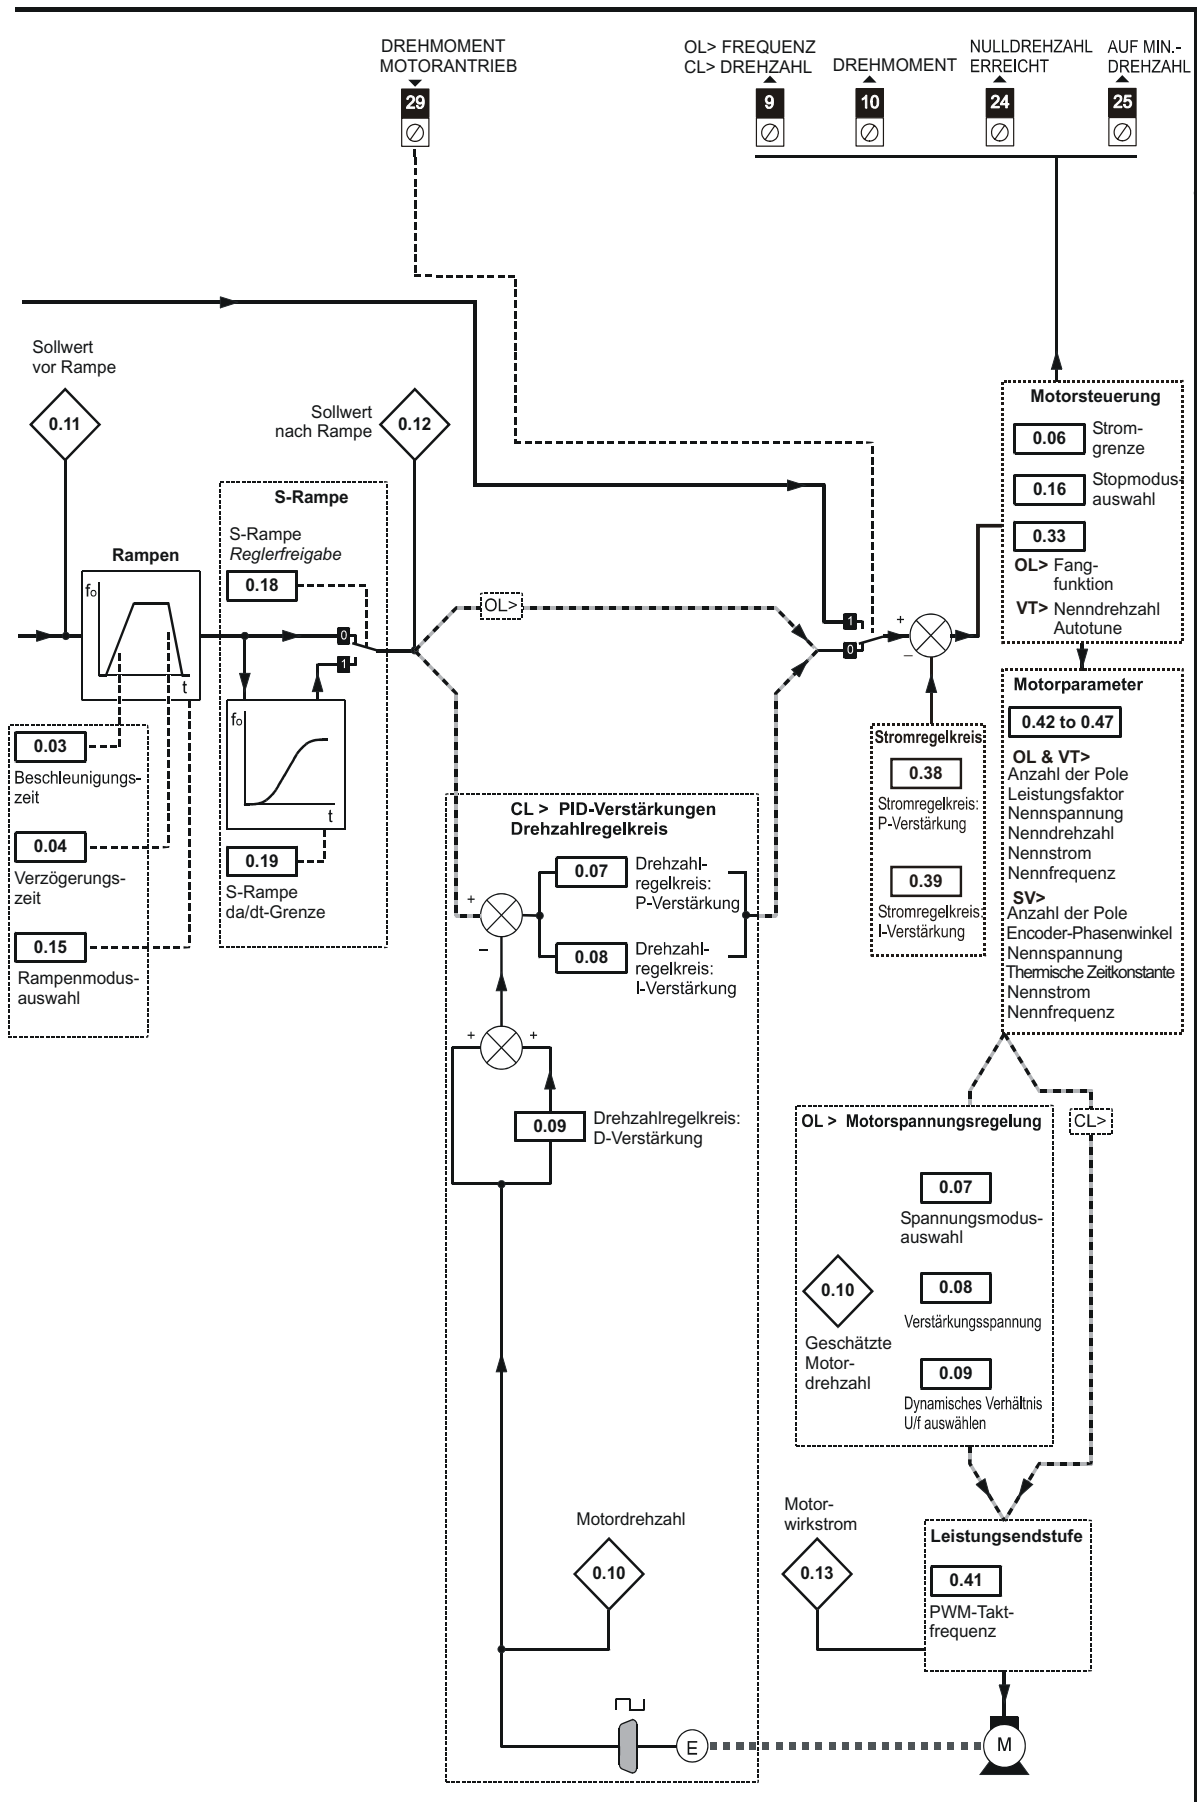 DREHMOMENT
MOTORANTRIEB
29
OL> FREQUENZ
CL> DREHZAHL
9
DREHMOMENT
10
NULLDREHZAHL
ERREICHT
24
AUF MIN.-
DREHZAHL
25
Sollwert
vor Rampe
0.11
Sollwert
nach Rampe
0.12
Rampen
fo
t
0.03
Beschleunigungs-
zeit
0.04
Verzögerungs-
zeit
0.15
Rampenmodus-
auswahl
S-Rampe
S-Rampe
Reglerfreigabe
0.18
0
1
fo
t
0.19
S-Rampe
da/dt-Grenze
OL>
1
0
+
–
CL > PID-Verstärkungen
Drehzahlregelkreis
0.07
Drehzahl-
regelkreis:
P-Verstärkung
+
–
0.08
Drehzahl-
regelkreis:
I-Verstärkung
+
+
0.09
Drehzahlregelkreis:
D-Verstärkung
Motordrehzahl
0.10
E
M
Stromregelkreis
0.38
Stromregelkreis:
P-Verstärkung
0.39
Stromregelkreis:
I-Verstärkung
Motorsteuerung
0.06
Strom-
grenze
0.16
Stopmodus-
auswahl
0.33
OL> Fang-
funktion
VT> Nenndrehzahl
Autotune
Motorparameter
0.42 to 0.47
OL & VT>
Anzahl der Pole
Leistungsfaktor
Nennspannung
Nenndrehzahl
Nennstrom
Nennfrequenz
SV>
Anzahl der Pole
Encoder-Phasenwinkel
Nennspannung
Thermische Zeitkonstante
Nennstrom
Nennfrequenz
OL > Motorspannungsregelung
CL>
0.07
Spannungsmodus-
auswahl
0.10
Geschätzte
Motor-
drehzahl
0.08
Verstärkungsspannung
0.09
Dynamisches Verhältnis
U/f auswählen
Motor-
wirkstrom
0.13
Leistungsendstufe
0.41
PWM-Takt-
frequenz